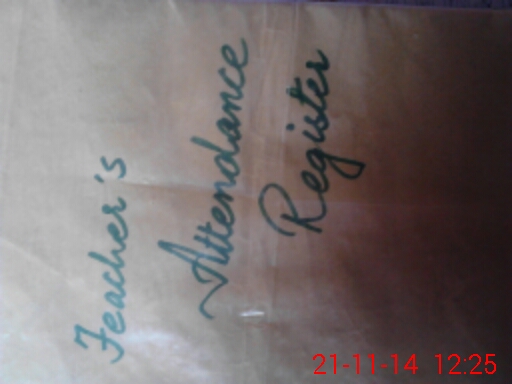 Teacher's
Attendance
Register
21-11-14 12:25